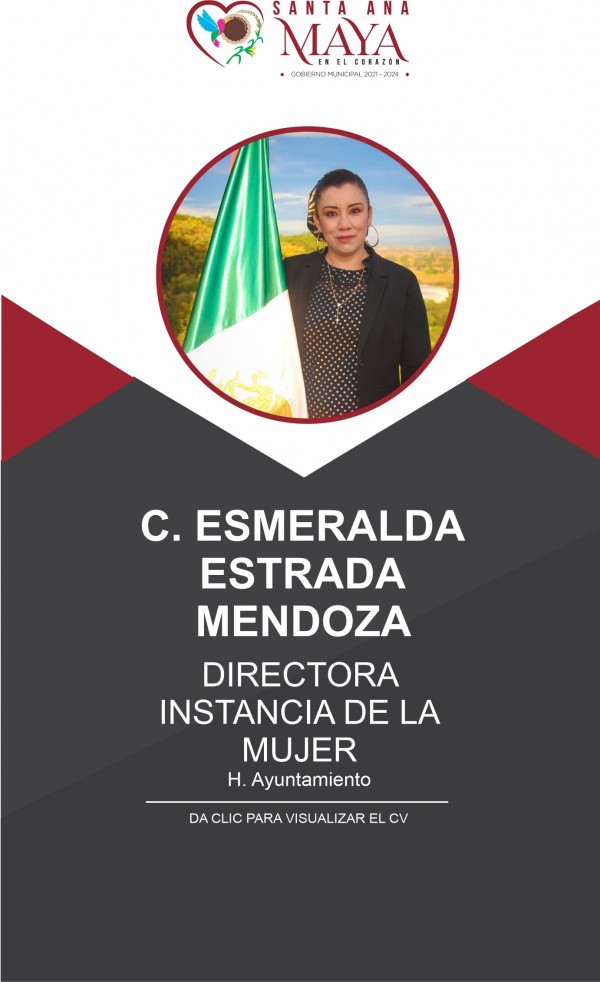 SANTA ANA
MAYA
EN EL CORAZÓN
GOBIERNO MUNICIPAL 2021 - 2024
C. ESMERALDA
ESTRADA
MENDOZA
DIRECTORA
INSTANCIA DE LA
MUJER
H. Ayuntamiento
DA CLIC PARA VISUALIZAR EL CV